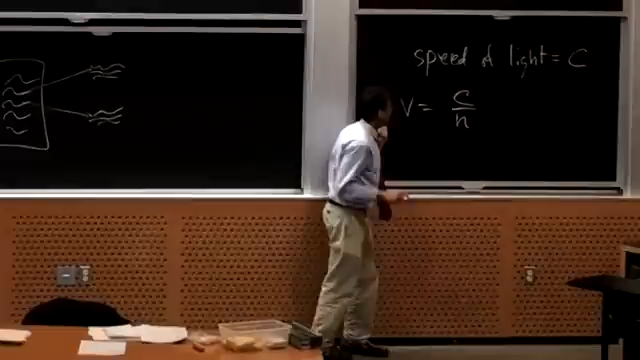 speed of light = C
V = C/n